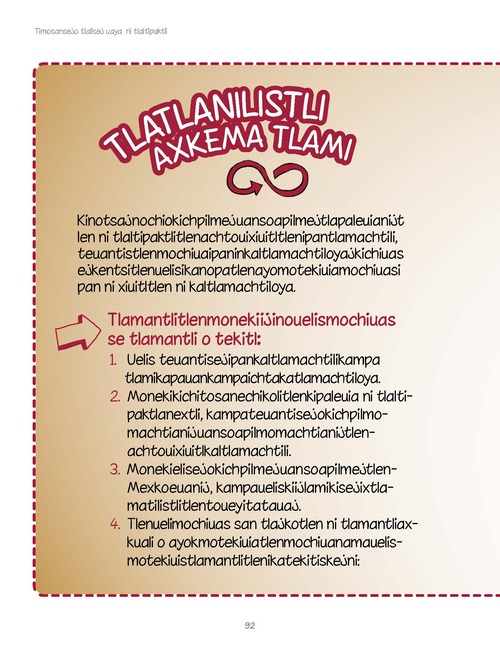 Timosansejo tlalisej uaya ni tlaltipaktli
TLATLANILISTLI
AXKEMA TLAMI
Kinotsajnochiokichpilmejuansoapilmejtlapaleuianijt
len ni tlaltipaktlitlenachtouixiuitltlenipantlamachtili,
teuantistlenmochiuaipaninkaltlamachtiloyajkichiuas
ejkentsitlenuelisikanopatlenayomotekiuiamochiuasi
pan ni xiuitltlen ni kaltlamachtiloya.
Tlamantlitlenmonekiijinouelismochiuas
se tlamantli o tekitl:
1. Uelis teuantisejipankaltlamachtilikampa
tlamikapauankampaichtakatlamachtiloya.
2. Monekikichitosanechikolitlenkipaleuia ni tlalti-
paktlanextli, kampateuantisejokichpilmo-
machtianijuansoapilmomachtianijtlen-
achtouixiuitlkaltlamachtili.
3. Monekielisejokichpilmejuansoapilmejtlen-
Mexkoeuanij, kampaueliskiijlamikisejixtla-
matilistlitlentoueyitatauaj.
4. Tlenuelimochiuas san tlajkotlen ni tlamantliax-
kuali o ayokmotekiuiatlenmochiuanamauelis-
motekiuistlamantlitlenikatekitiskejni:
92